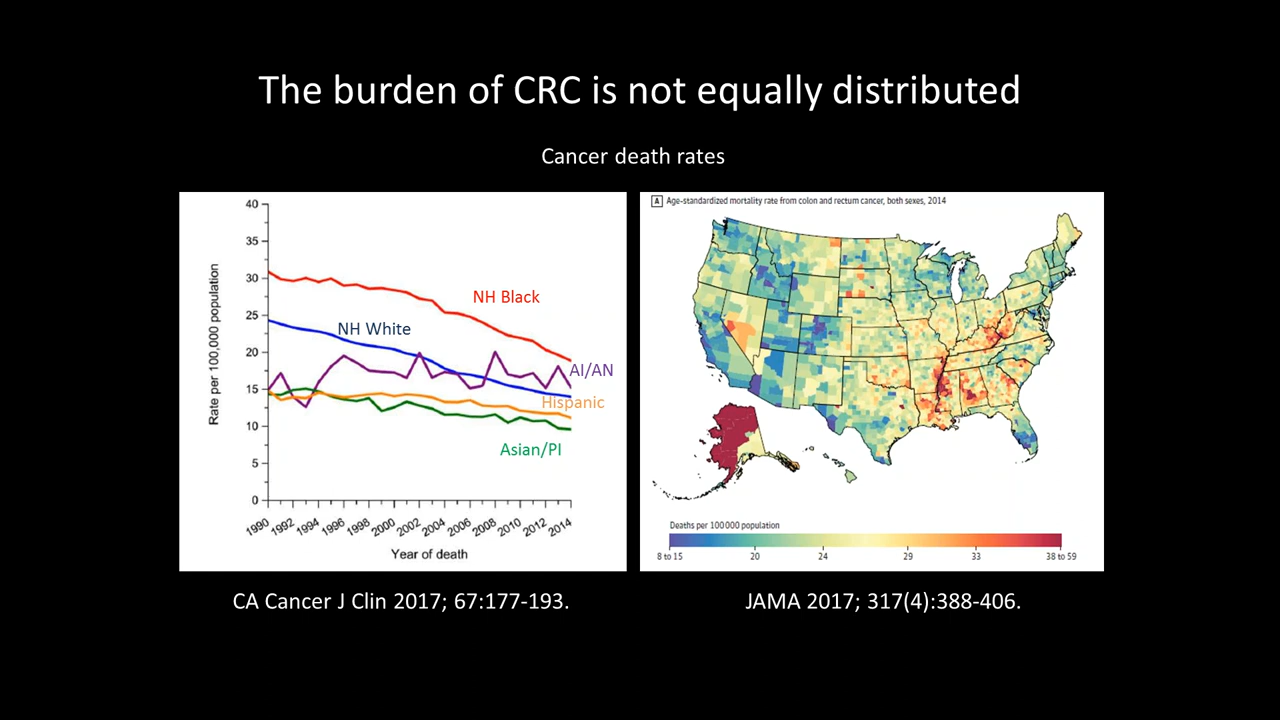 The burden of CRC is not equally distributed
Cancer death rates
40
35
30
25
20
15
10
5
0
Rate per 100,000 population
NH Black
NH White
AI/AN
Hispanic
Asian/PI
1990 1992 1994 1996 1998 2000 2002 2004 2006 2008 2010 2012 2014
Year of death
A Age-standardized mortality rate from colon and rectum cancer, both sexes, 2014
Deaths per 100 000 population
8 to 15 20 24 29 33 38 to 59
CA Cancer J Clin 2017; 67:177-193.
JAMA 2017; 317(4):388-406.